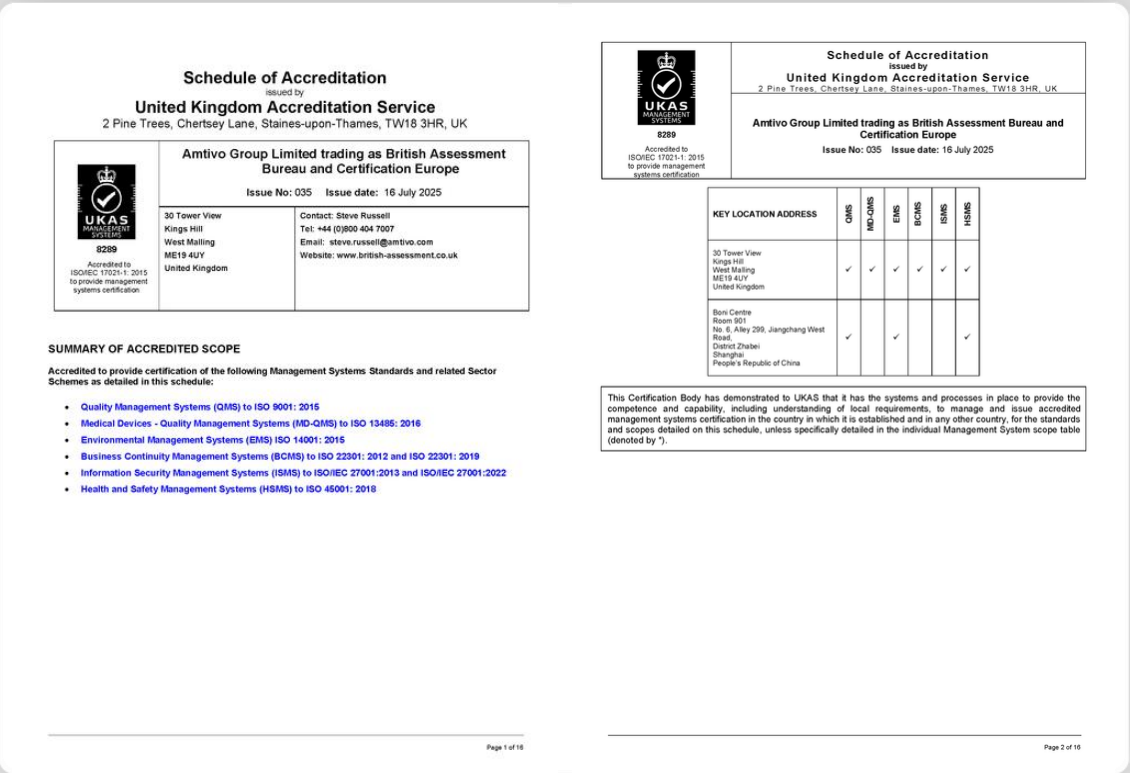 Schedule of Accreditation
issued by
United Kingdom Accreditation Service
2 Pine Trees, Chertsey Lane, Staines-upon-Thames, TW18 3HR, UK
UKAS
MANAGEMENT
SYSTEMS
8289
Accredited to
ISO/IEC 17021-1: 2015
to provide management
systems certification
Amtivo Group Limited trading as British Assessment
Bureau and Certification Europe
Issue No: 035 Issue date: 16 July 2025
30 Tower View
Kings Hill
West Malling
ME19 4UY
United Kingdom
Contact: Steve Russell
Tel: +44 (0)800 404 7007
Email: steve.russell@amtivo.com
Website: www.british-assessment.co.uk
SUMMARY OF ACCREDITED SCOPE
Accredited to provide certification of the following Management Systems Standards and related Sector
Schemes as detailed in this schedule:
• Quality Management Systems (QMS) to ISO 9001: 2015
• Medical Devices - Quality Management Systems (MD-QMS) to ISO 13485: 2016
• Environmental Management Systems (EMS) ISO 14001: 2015
• Business Continuity Management Systems (BCMS) to ISO 22301: 2012 and ISO 22301: 2019
• Information Security Management Systems (ISMS) to ISO/IEC 27001:2013 and ISO/IEC 27001:2022
• Health and Safety Management Systems (HSMS) to ISO 45001: 2018
Page 1 of 16
UKAS
MANAGEMENT
SYSTEMS
8289
Accredited to
ISO/IEC 17021-1: 2015
to provide management
systems certification
Schedule of Accreditation
issued by
United Kingdom Accreditation Service
2 Pine Trees, Chertsey Lane, Staines-upon-Thames, TW18 3HR, UK
Amtivo Group Limited trading as British Assessment Bureau and
Certification Europe
Issue No: 035 Issue date: 16 July 2025
KEY LOCATION ADDRESS QMS MD-QMS EMS BCMS ISMS HSMS
30 Tower View
Kings Hill
West Malling
ME19 4UY
United Kingdom
✓ ✓ ✓ ✓ ✓ ✓
Boni Centre
Room 901
No. 6, Alley 299, Jiangchang West
Road,
District Zhabei
Shanghai
People's Republic of China
✓ ✓ ✓
This Certification Body has demonstrated to UKAS that it has the systems and processes in place to provide the
competence and capability, including understanding of local requirements, to manage and issue accredited
management systems certification in the country in which it is established and in any other country, for the standards
and scopes detailed on this schedule, unless specifically detailed in the individual Management System scope table
(denoted by *).
Page 2 of 16